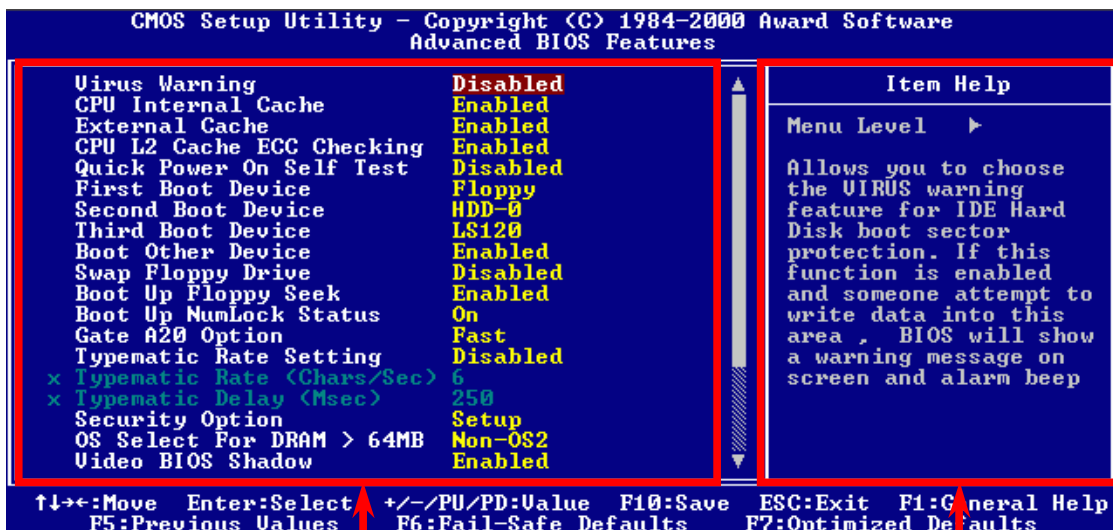 CMOS Setup Utility – Copyright (C) 1984–2000 Award Software
Advanced BIOS Features
Virus Warning Disabled
CPU Internal Cache Enabled
External Cache Enabled
CPU L2 Cache ECC Checking Enabled
Quick Power On Self Test Disabled
First Boot Device Floppy
Second Boot Device HDD–0
Third Boot Device LS120
Boot Other Device Enabled
Swap Floppy Drive Disabled
Boot Up Floppy Seek Enabled
Boot Up NumLock Status On
Gate A20 Option Fast
Typematic Rate Setting Disabled
x Typematic Rate (Chars/Sec) 6
x Typematic Delay (Msec) 250
Security Option Setup
OS Select For DRAM > 64MB Non–OS2
Video BIOS Shadow Enabled
Item Help
Menu Level ►
Allows you to choose
the VIRUS warning
feature for IDE Hard
Disk boot sector
protection. If this
function is enabled
and someone attempt to
write data into this
area , BIOS will show
a warning message on
screen and alarm beep
↑↓→←:Move Enter:Select +/–/PU/PD:Value F10:Save ESC:Exit F1:General Help
F5:Previous Values F6:Fail–Safe Defaults F7:Optimized Defaults